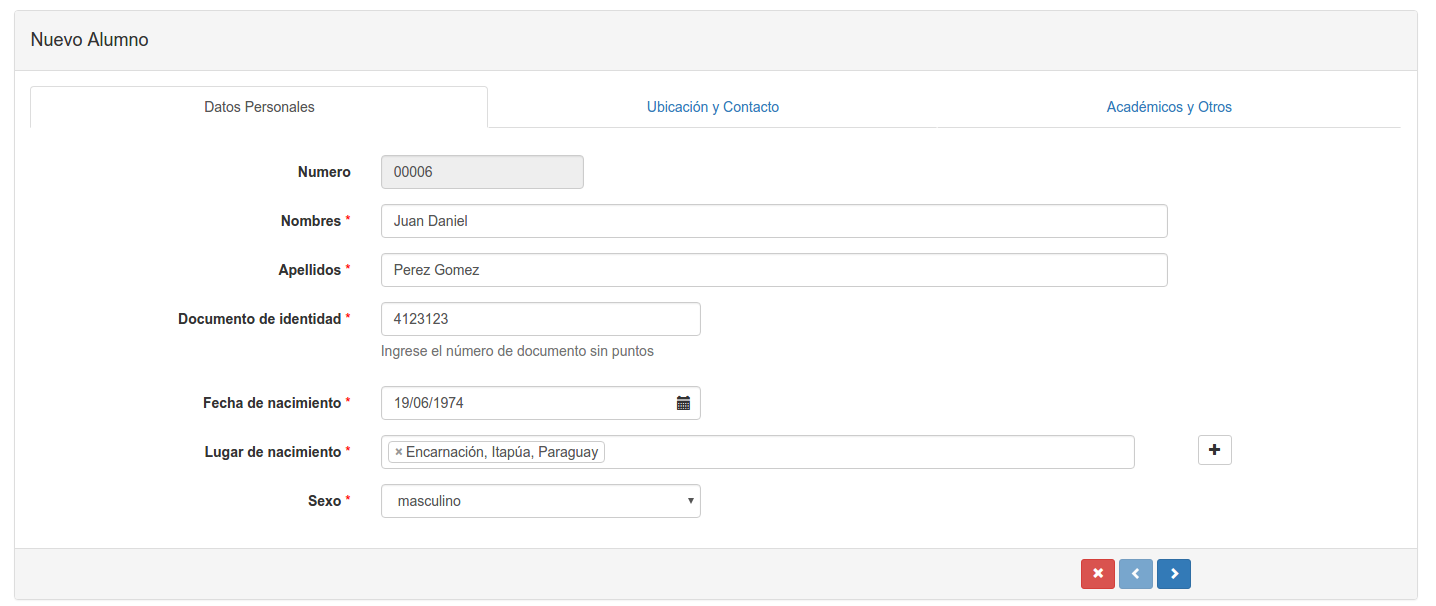 Nuevo Alumno
Datos Personales Ubicación y Contacto Académicos y Otros
Numero 00006
Nombres * Juan Daniel
Apellidos * Perez Gomez
Documento de identidad * 4123123
Ingrese el número de documento sin puntos
Fecha de nacimiento * 19/06/1974
Lugar de nacimiento * × Encarnación, Itapúa, Paraguay
Sexo * masculino